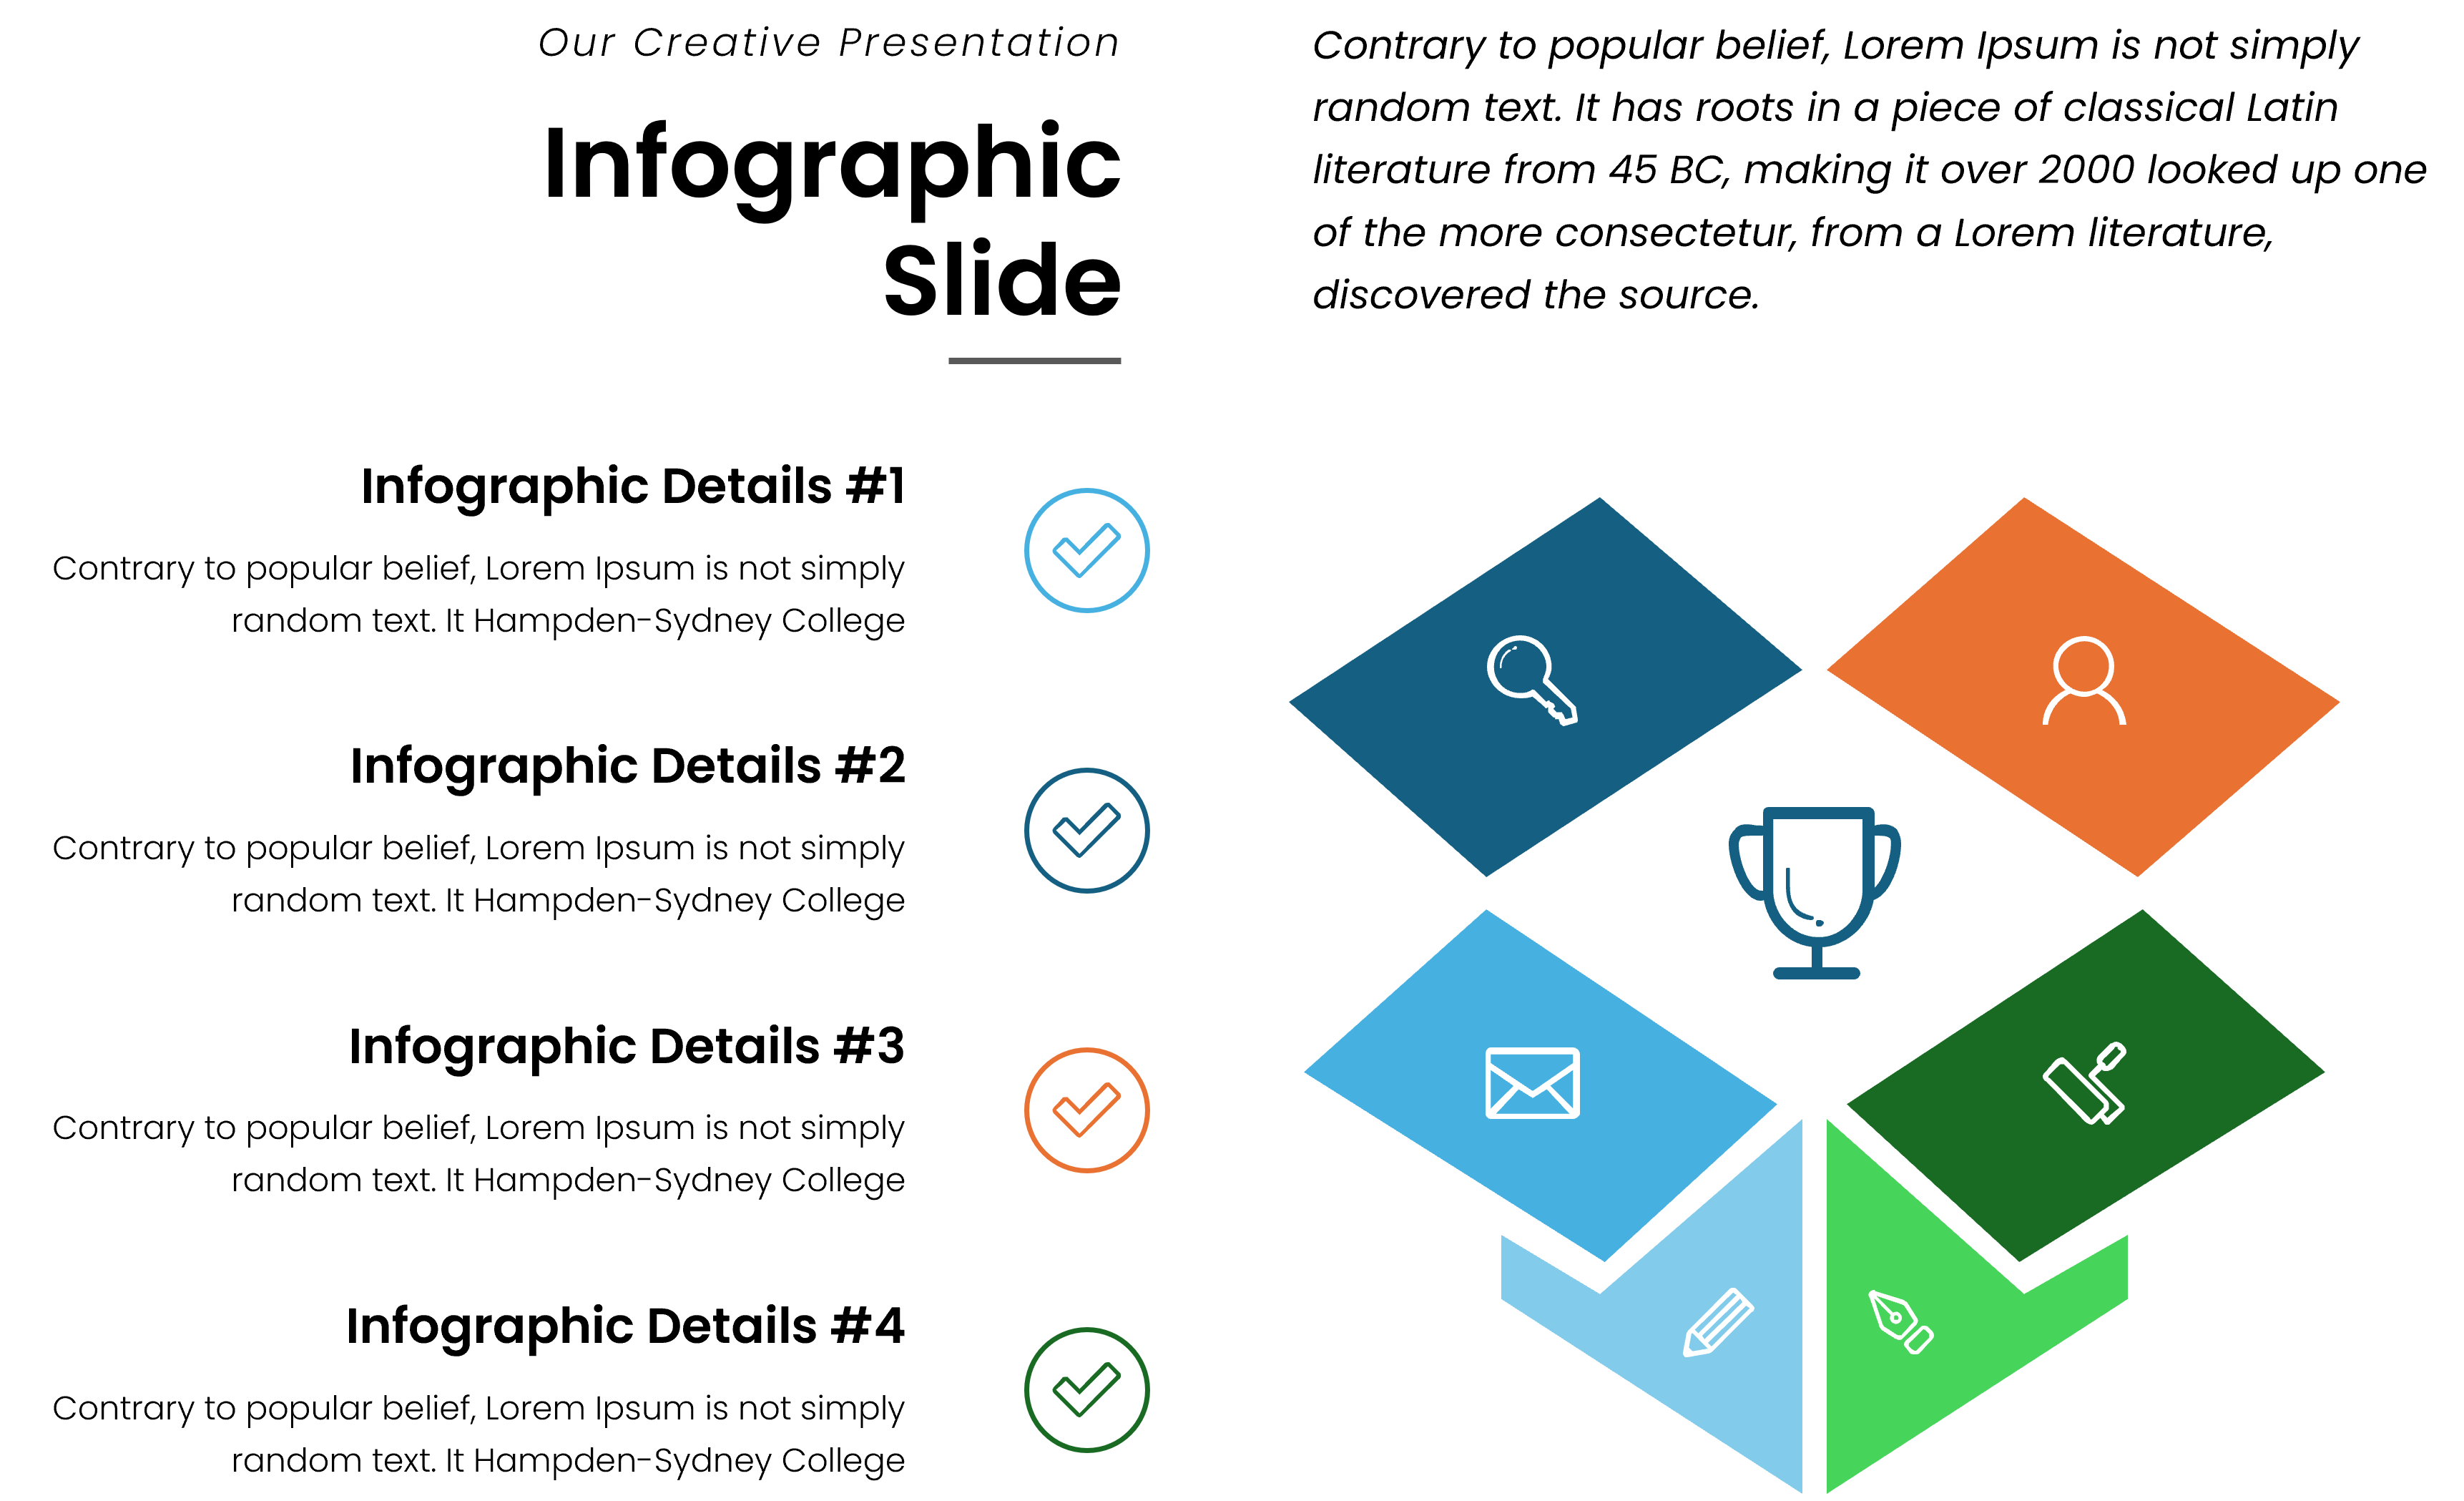 Our Creative Presentation
Infographic
Slide
Contrary to popular belief, Lorem Ipsum is not simply
random text. It has roots in a piece of classical Latin
literature from 45 BC, making it over 2000 looked up one
of the more consectetur, from a Lorem literature,
discovered the source.
Infographic Details #1
Contrary to popular belief, Lorem Ipsum is not simply
random text. It Hampden-Sydney College
Infographic Details #2
Contrary to popular belief, Lorem Ipsum is not simply
random text. It Hampden-Sydney College
Infographic Details #3
Contrary to popular belief, Lorem Ipsum is not simply
random text. It Hampden-Sydney College
Infographic Details #4
Contrary to popular belief, Lorem Ipsum is not simply
random text. It Hampden-Sydney College